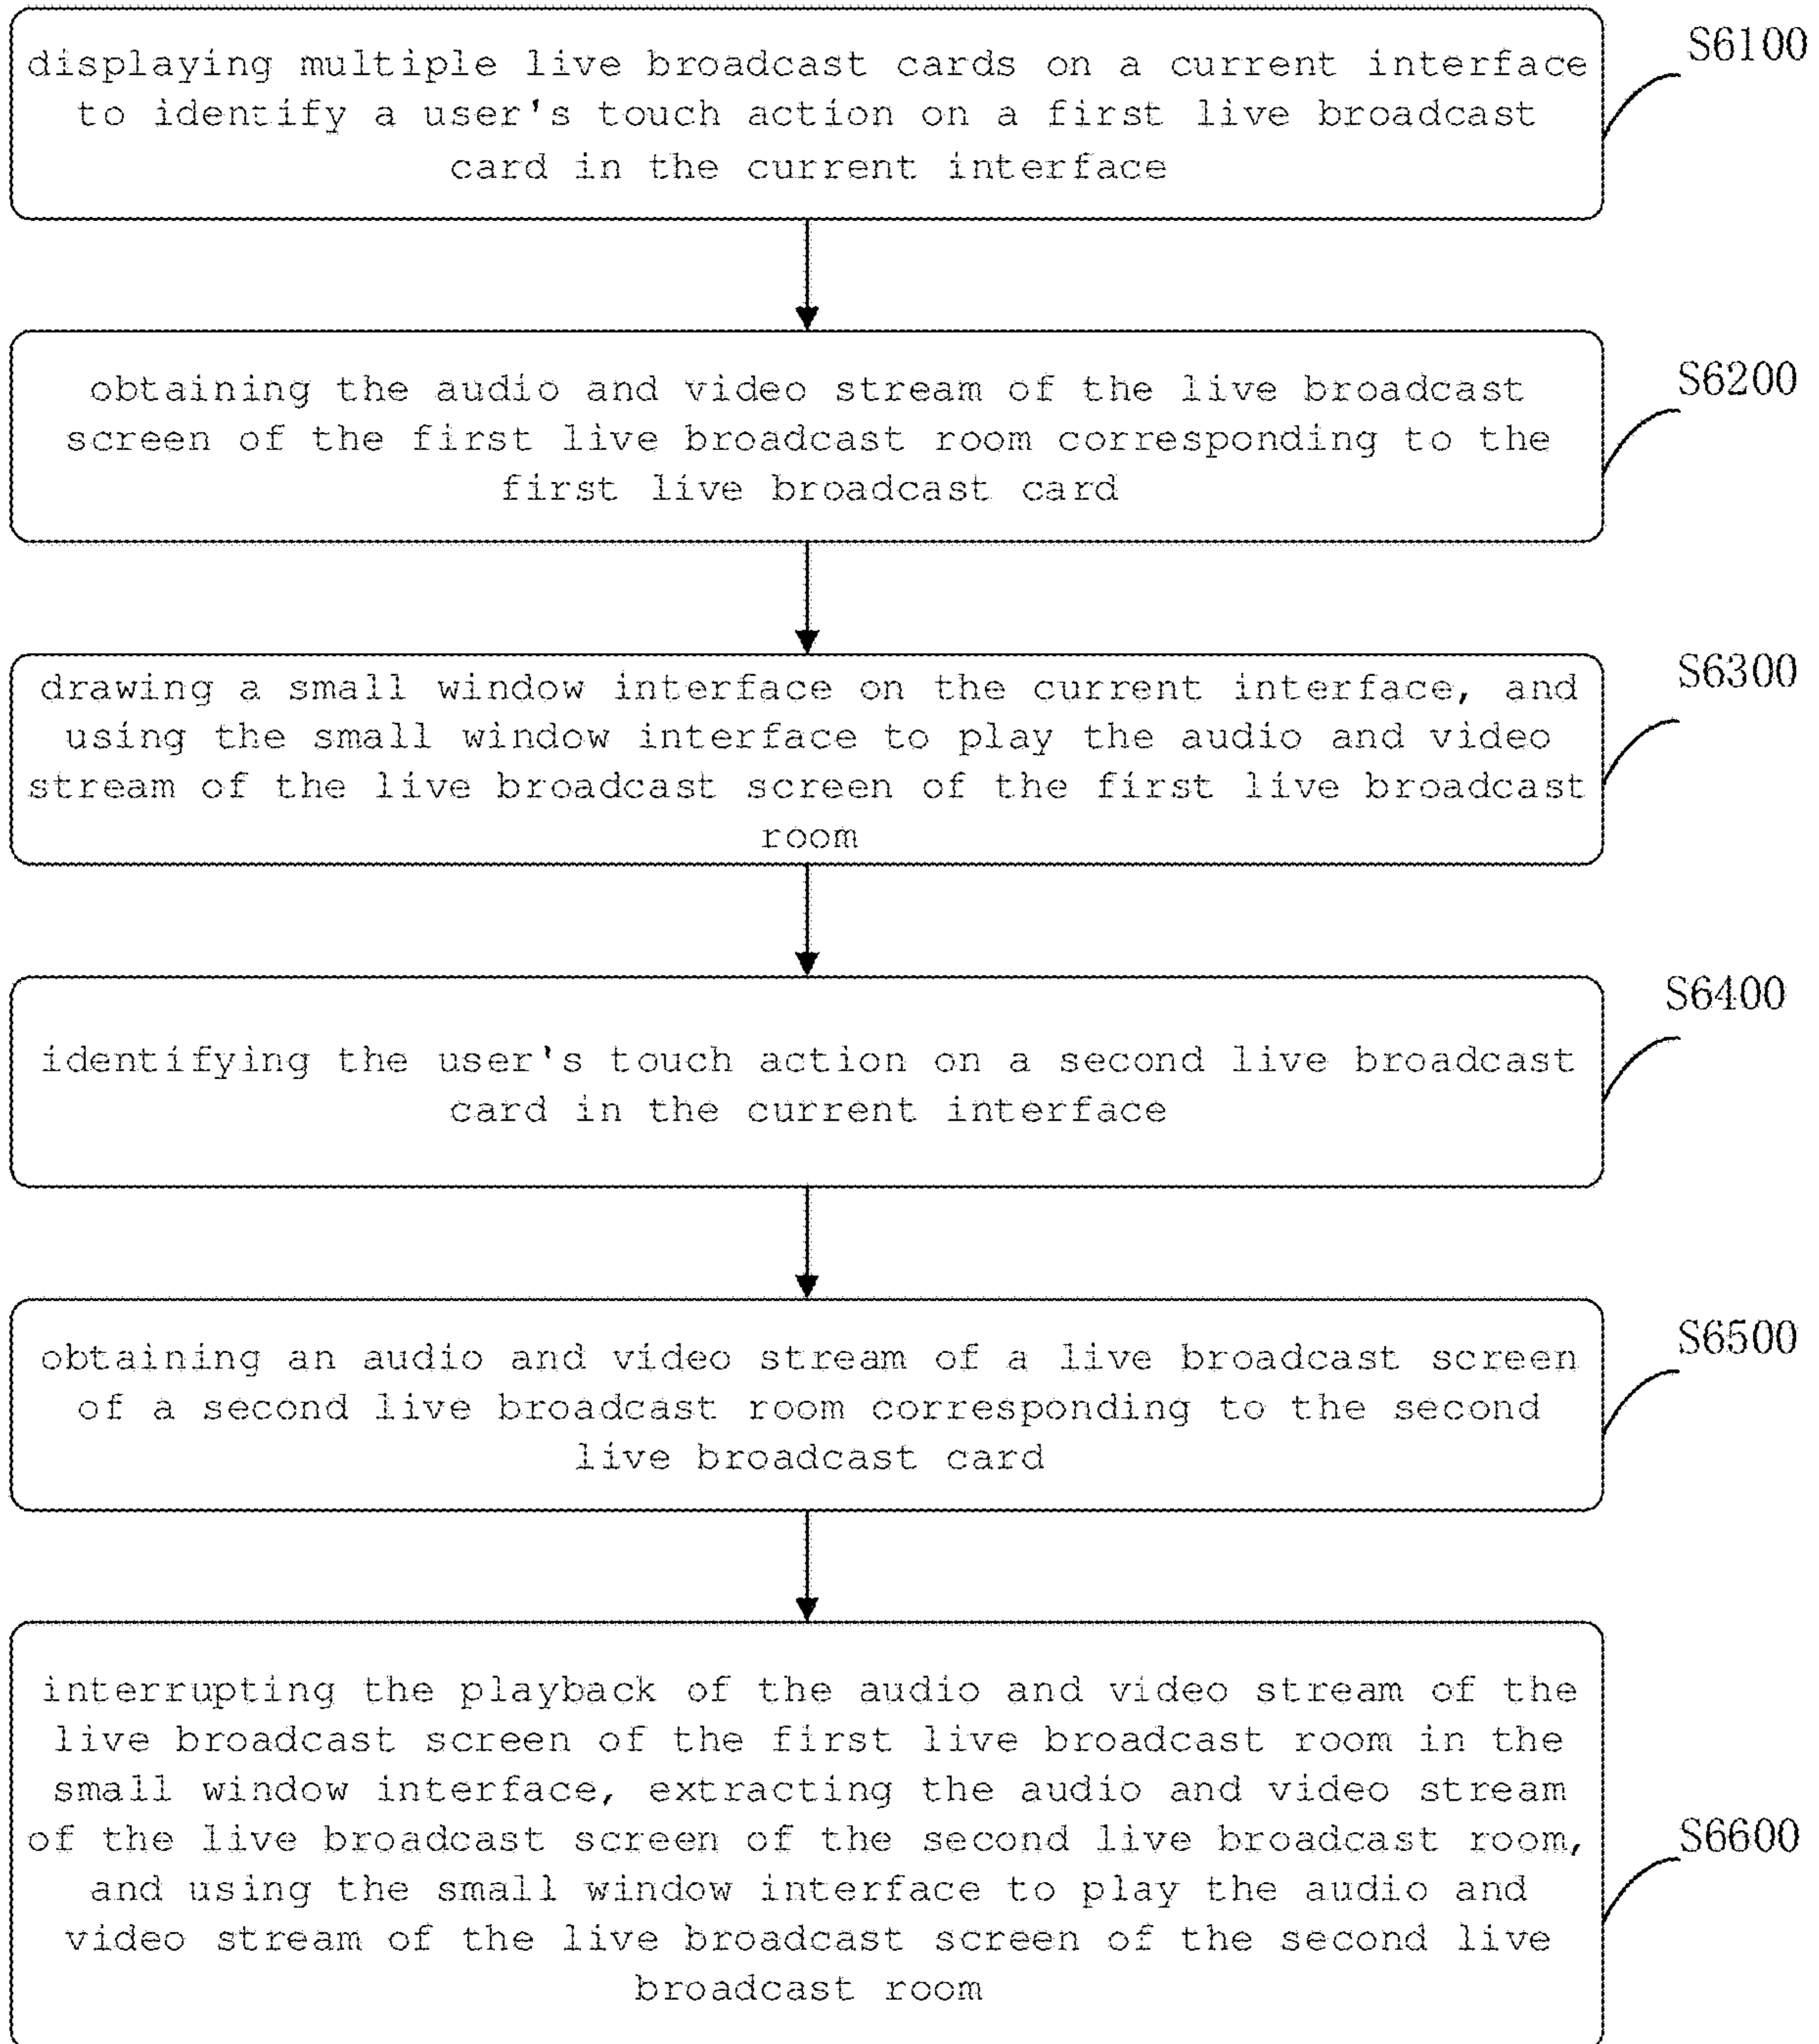 displaying multiple live broadcast cards on a current interface
to identify a user's touch action on a first live broadcast
card in the current interface
S6100
obtaining the audio and video stream of the live broadcast
screen of the first live broadcast room corresponding to the
first live broadcast card
S6200
drawing a small window interface on the current interface, and
using the small window interface to play the audio and video
stream of the live broadcast screen of the first live broadcast
room
S6300
identifying the user's touch action on a second live broadcast
card in the current interface
S6400
obtaining an audio and video stream of a live broadcast screen
of a second live broadcast room corresponding to the second
live broadcast card
S6500
interrupting the playback of the audio and video stream of the
live broadcast screen of the first live broadcast room in the
small window interface, extracting the audio and video stream
of the live broadcast screen of the second live broadcast room,
and using the small window interface to play the audio and
video stream of the live broadcast screen of the second live
broadcast room
S6600